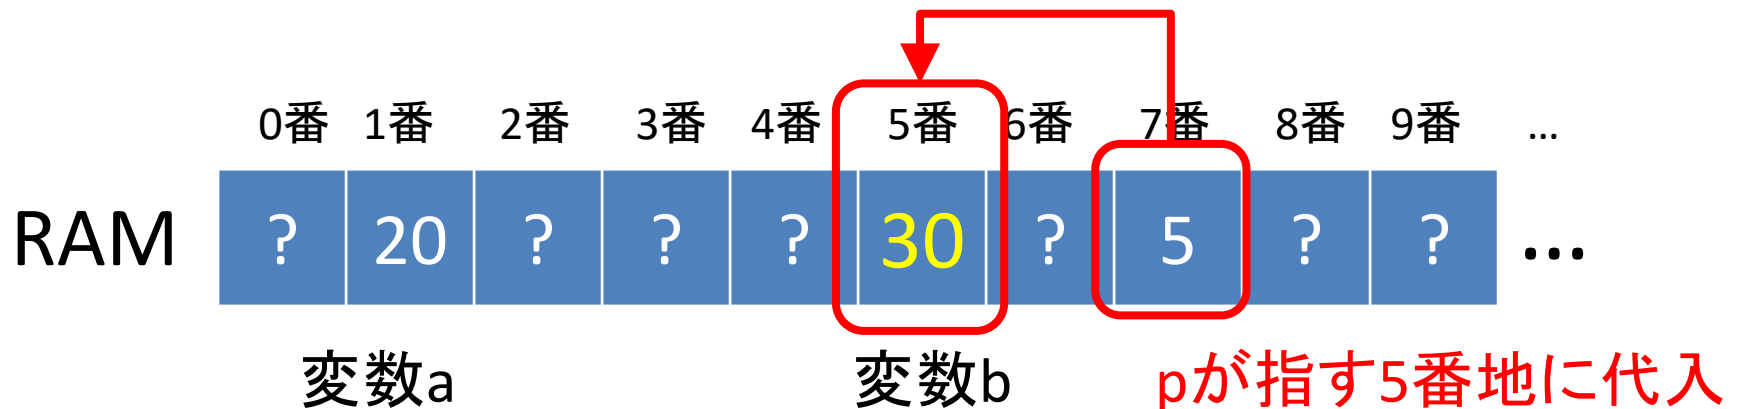 0番 1番 2番 3番 4番 5番 6番 7番 8番 9番 ...
RAM ? 20 ? ? ? 30 ? 5 ? ? ...
変数a 変数b pが指す5番地に代入